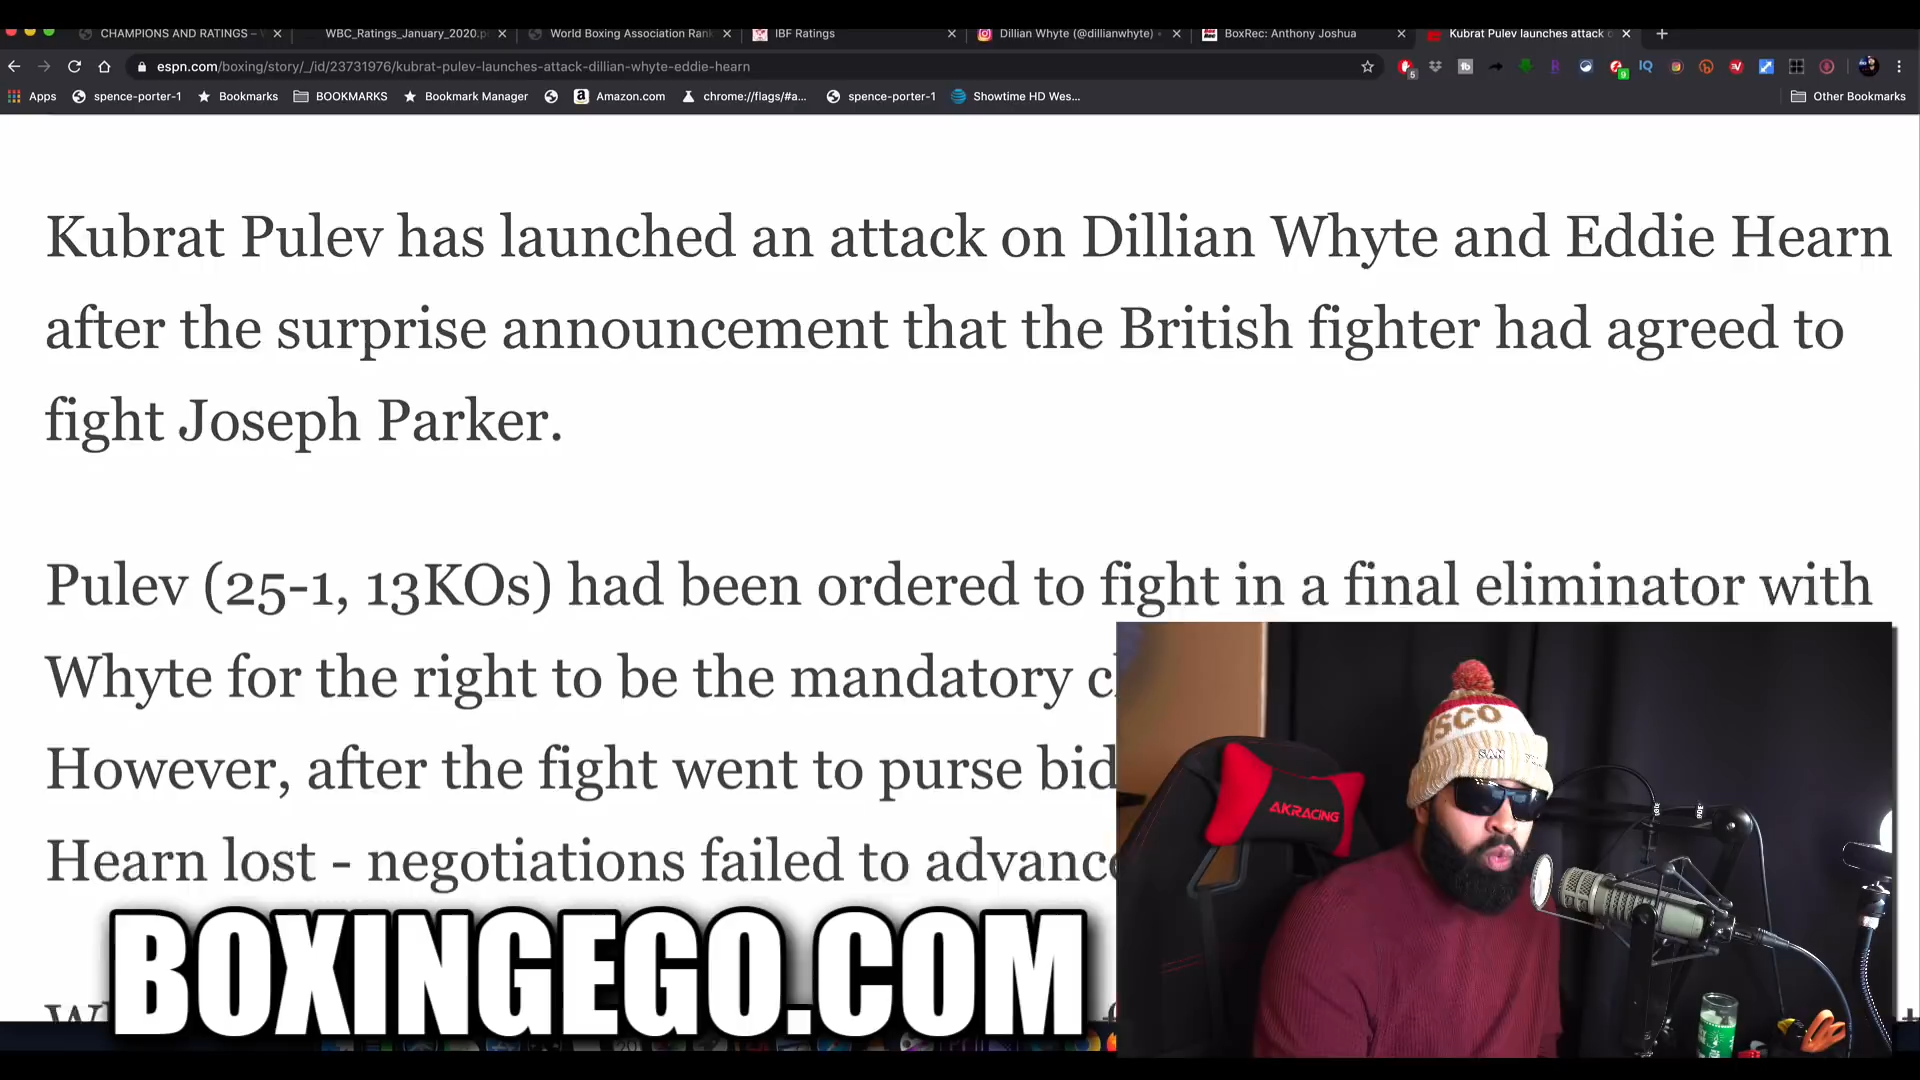 CHAMPIONS AND RATINGS –
WBC_Ratings_January_2020.p
World Boxing Association Rank
IBF Ratings
Dillian Whyte (@dillianwhyte) •
BoxRec: Anthony Joshua
Kubrat Pulev launches attack o
espn.com/boxing/story/_/id/23731976/kubrat-pulev-launches-attack-dillian-whyte-eddie-hearn
Apps spence-porter-1 Bookmarks BOOKMARKS Bookmark Manager Amazon.com chrome://flags/#a... spence-porter-1 Showtime HD Wes... Other Bookmarks
Kubrat Pulev has launched an attack on Dillian Whyte and Eddie Hearn
after the surprise announcement that the British fighter had agreed to
fight Joseph Parker.
Pulev (25-1, 13KOs) had been ordered to fight in a final eliminator with
Whyte for the right to be the mandatory c
However, after the fight went to purse bid
Hearn lost - negotiations failed to advance
BOXINGEGO.COM
ISCO
SAN
AKRACING